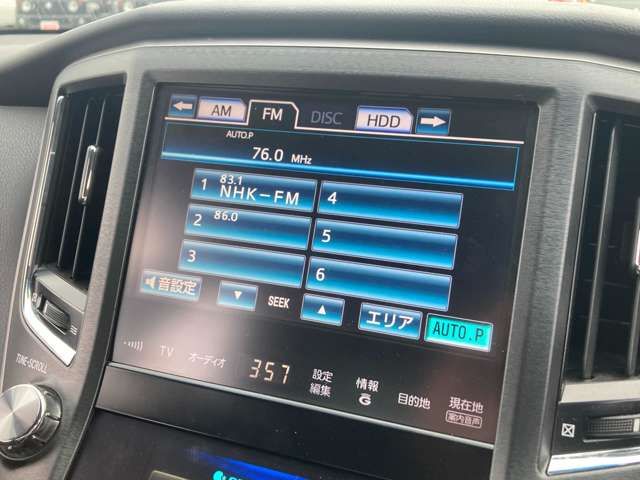 AM FM DISC HDD
AUTO.P
76.0 MHz
1 83.1 NHK-FM
4
2 86.0
5
3
6
音設定
SEEK
エリア
AUTO.P
TV
オーディオ
357
設定
編集
情報
G
目的地
現在地
案内音声
TUNE•SCROLL